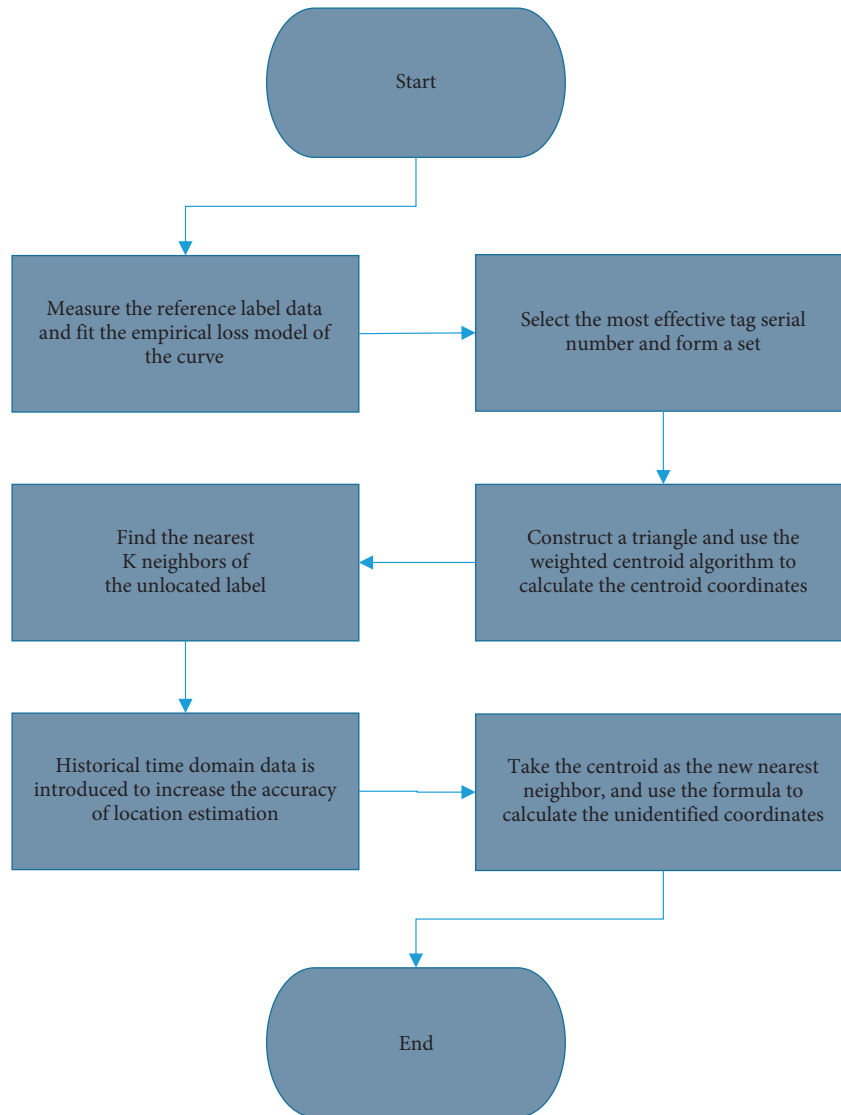 Start
Measure the reference label data
and fit the empirical loss model of
the curve
Select the most effective tag serial
number and form a set
Construct a triangle and use the
weighted centroid algorithm to
calculate the centroid coordinates
Find the nearest
K neighbors of
the unlocated label
Historical time domain data is
introduced to increase the accuracy
of location estimation
Take the centroid as the new nearest
neighbor, and use the formula to
calculate the unidentified coordinates
End